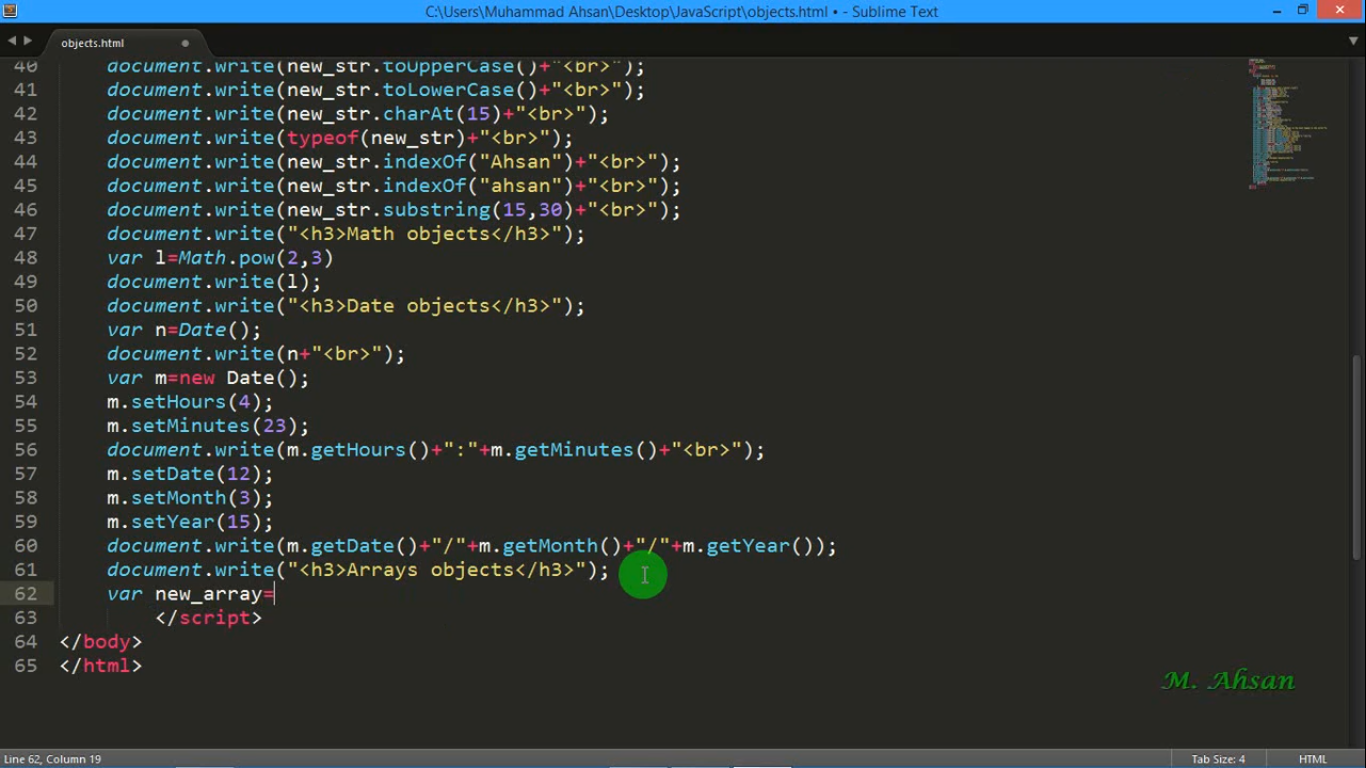 C:\Users\Muhammad Ahsan\Desktop\JavaScript\objects.html • - Sublime Text
objects.html
40 document.write(new_str.toUpperCase()+"<br>");
41 document.write(new_str.toLowerCase()+"<br>");
42 document.write(new_str.charAt(15)+"<br>");
43 document.write(typeof(new_str)+"<br>");
44 document.write(new_str.indexOf("Ahsan")+"<br>");
45 document.write(new_str.indexOf("ahsan")+"<br>");
46 document.write(new_str.substring(15,30)+"<br>");
47 document.write("<h3>Math objects</h3>");
48 var l=Math.pow(2,3)
49 document.write(l);
50 document.write("<h3>Date objects</h3>");
51 var n=Date();
52 document.write(n+"<br>");
53 var m=new Date();
54 m.setHours(4);
55 m.setMinutes(23);
56 document.write(m.getHours()+":"+m.getMinutes()+"<br>");
57 m.setDate(12);
58 m.setMonth(3);
59 m.setYear(15);
60 document.write(m.getDate()+"/"+m.getMonth()+"/"+m.getYear());
61 document.write("<h3>Arrays objects</h3>");
62 var new_array=
63 </script>
64 </body>
65 </html>
M. Ahsan
Line 62, Column 19
Tab Size: 4
HTML